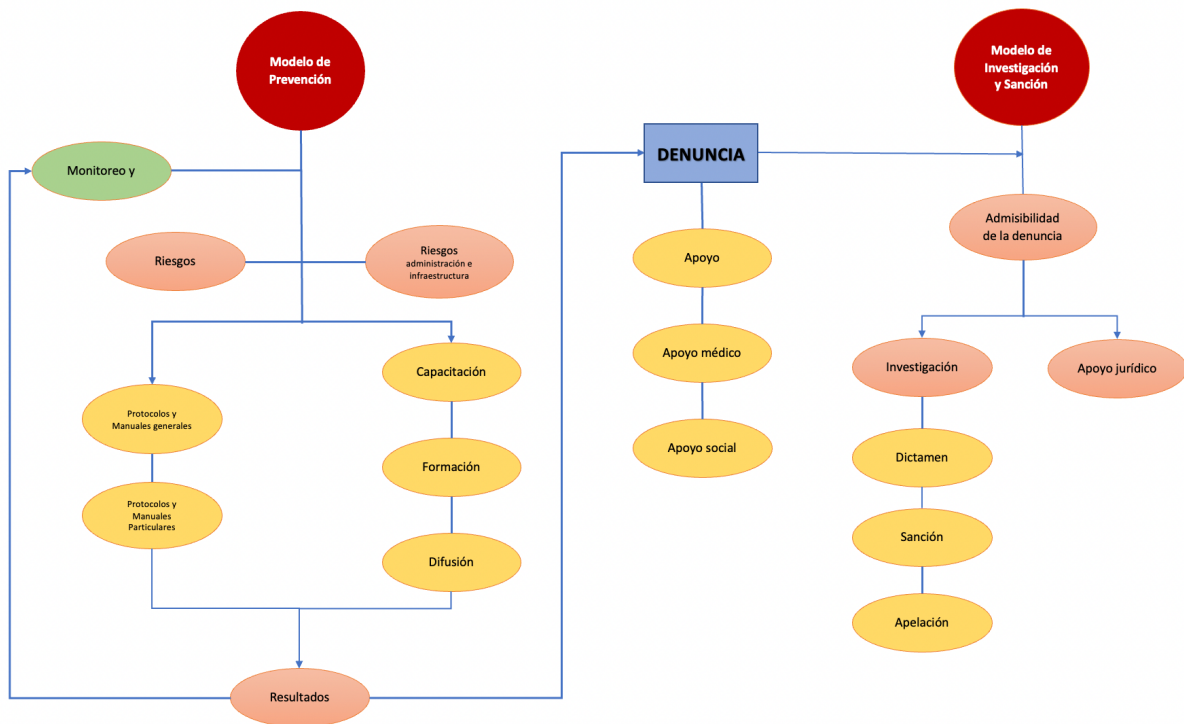 Modelo de
Prevención
Monitoreo y
Riesgos
Riesgos
administración e
infraestructura
Capacitación
Protocolos y
Manuales generales
Formación
Protocolos y
Manuales
Particulares
Difusión
Resultados
DENUNCIA
Apoyo
Apoyo médico
Apoyo social
Modelo de
Investigación
y Sanción
Admisibilidad
de la denuncia
Investigación
Apoyo jurídico
Dictamen
Sanción
Apelación